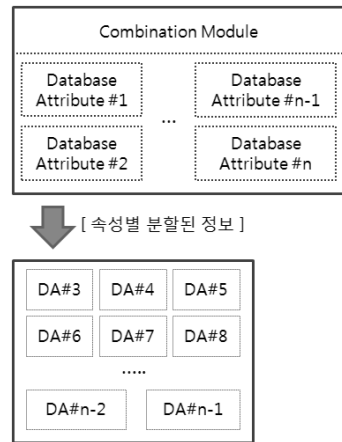 Combination Module
Database Attribute #1
Database Attribute #n-1
...
Database Attribute #2
Database Attribute #n
[ 속성별 분할된 정보 ]
DA#3 DA#4 DA#5
DA#6 DA#7 DA#8
.....
DA#n-2 DA#n-1